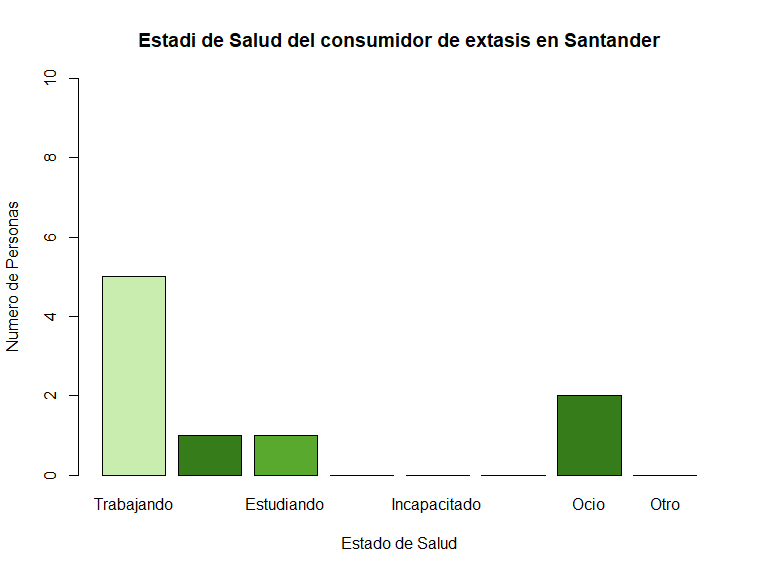 Estadi de Salud del consumidor de extasis en Santander
Numero de Personas
10
8
6
4
2
0
Trabajando Estudiando Incapacitado Ocio Otro
Estado de Salud